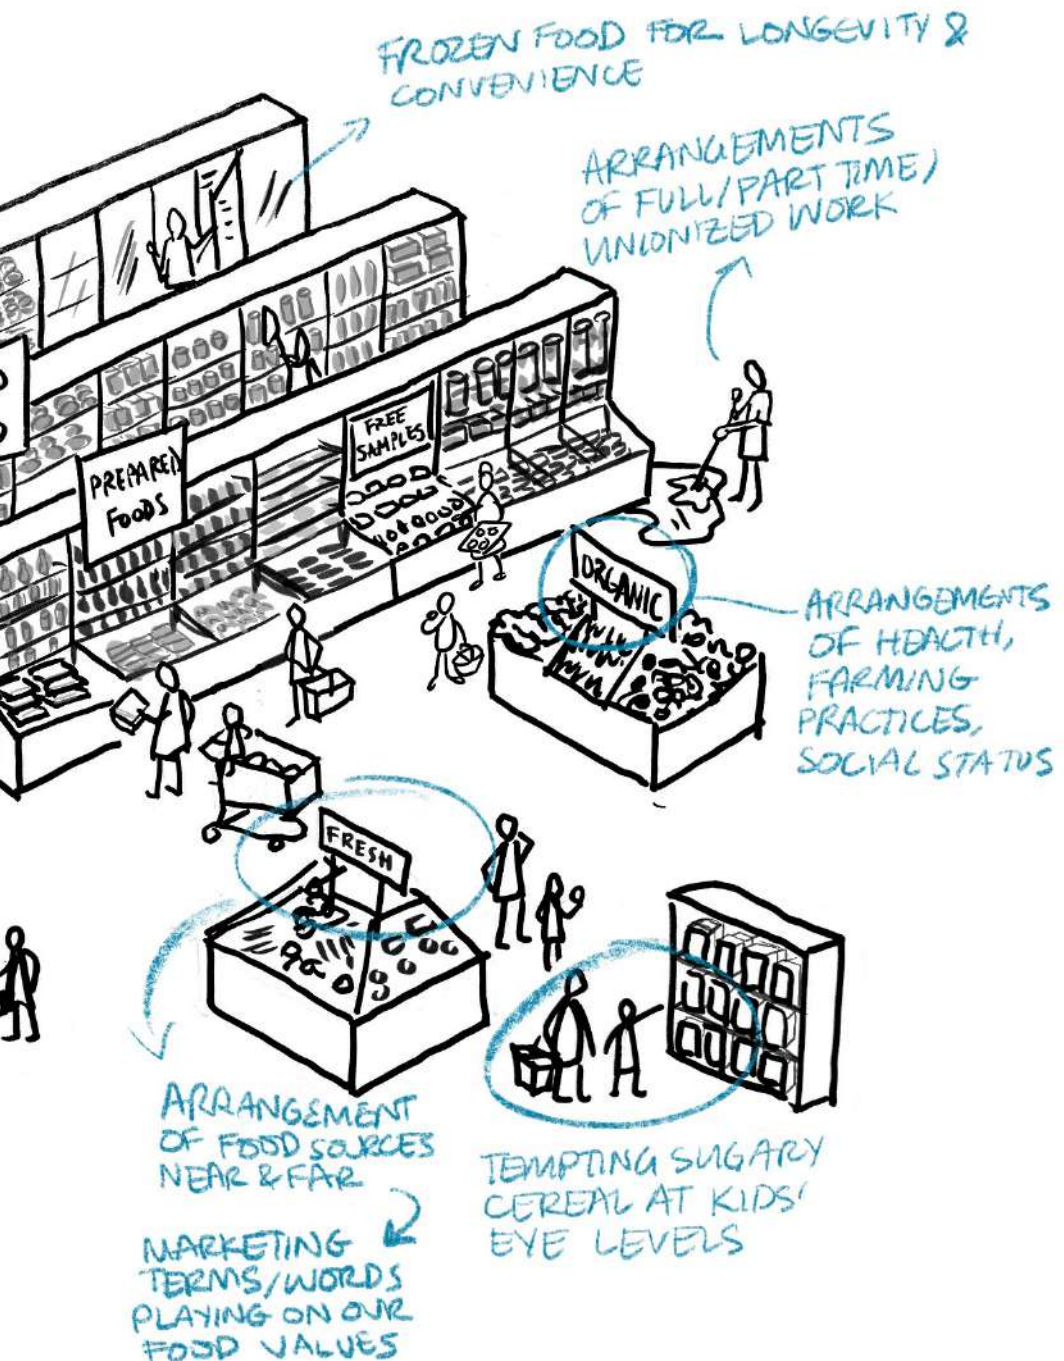 FROZEN FOOD FOR LONGEVITY &
CONVENIENCE
ARRANGEMENTS
OF FULL/PART TIME/
UNIONIZED WORK
FREE
SAMPLES
PREPARED
FOODS
ORGANIC
ARRANGEMENTS
OF HEALTH,
FARMING
PRACTICES,
SOCIAL STATUS
FRESH
ARRANGEMENT
OF FOOD SOURCES
NEAR & FAR
TEMPTING SUGARY
CEREAL AT KIDS'
EYE LEVELS
MARKETING
TERMS/WORDS
PLAYING ON OUR
FOOD VALUES